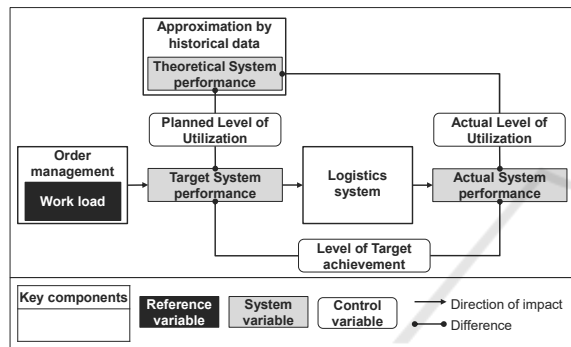 Approximation by
historical data
Theoretical System
performance
Planned Level of
Utilization
Actual Level of
Utilization
Order
management
Work load
Target System
performance
Logistics
system
Actual System
performance
Level of Target
achievement
Key components
Reference
variable
System
variable
Control
variable
Direction of impact
Difference